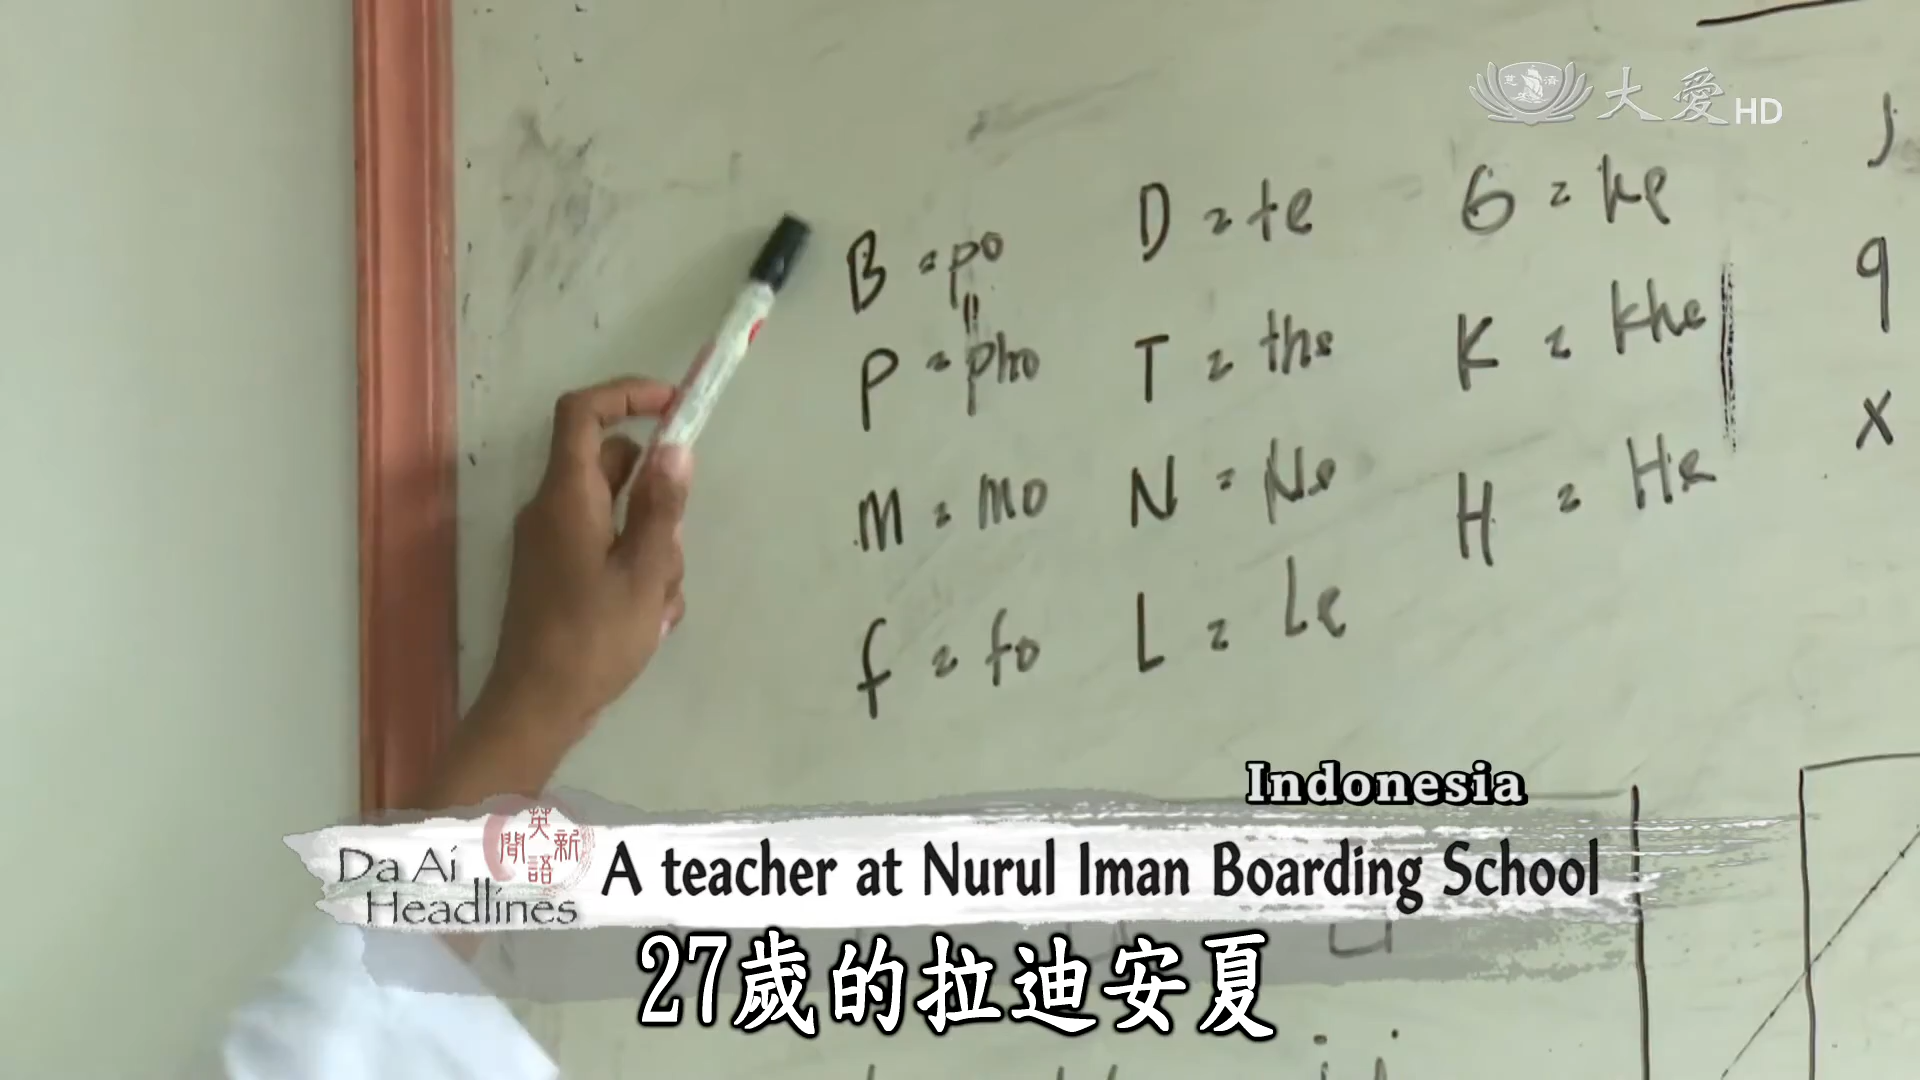 大愛HD
B = po D = te G = ke j
P = pho T = the K = khe q
M = mo N = Ne H = He x
f = fo L = Le
Indonesia
Da Ai Headlines
英語新聞
A teacher at Nurul Iman Boarding School
27歲的拉迪安夏